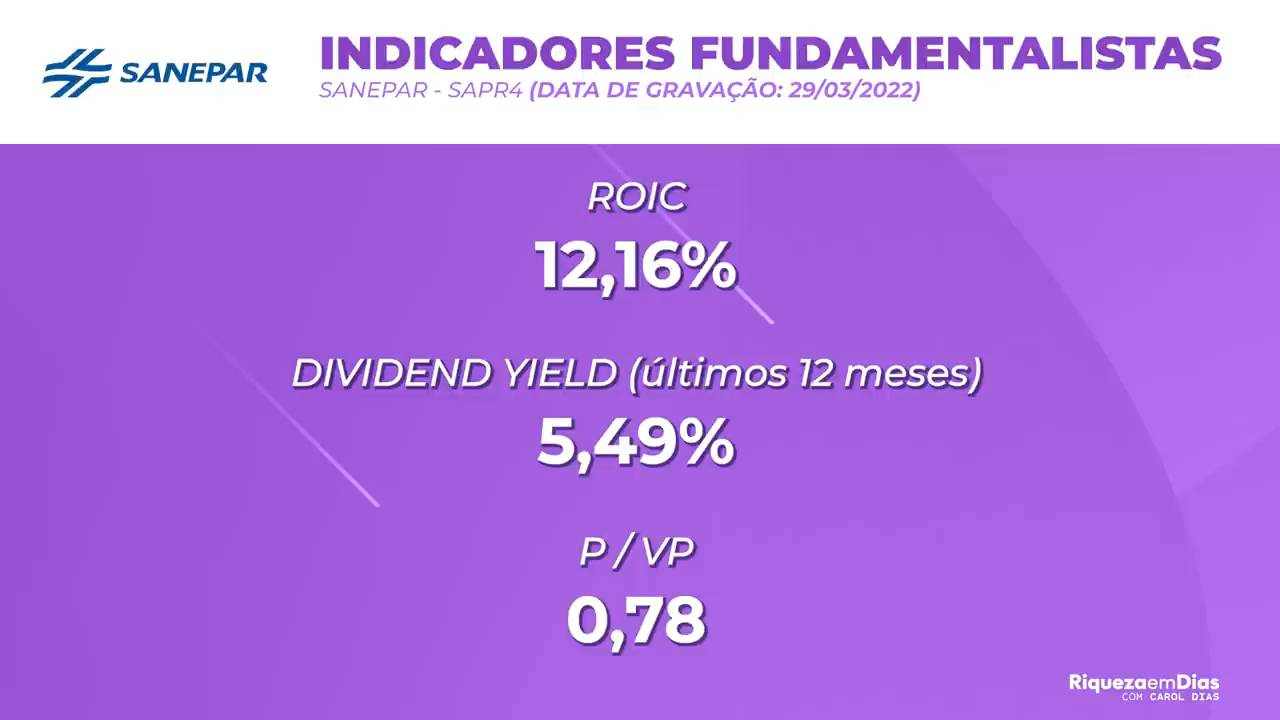 SANEPAR
INDICADORES FUNDAMENTALISTAS
SANEPAR - SAPR4 (DATA DE GRAVAÇÃO: 29/03/2022)
ROIC
12,16%
DIVIDEND YIELD (últimos 12 meses)
5,49%
P / VP
0,78
RiquezaemDias
COM CAROL DIAS